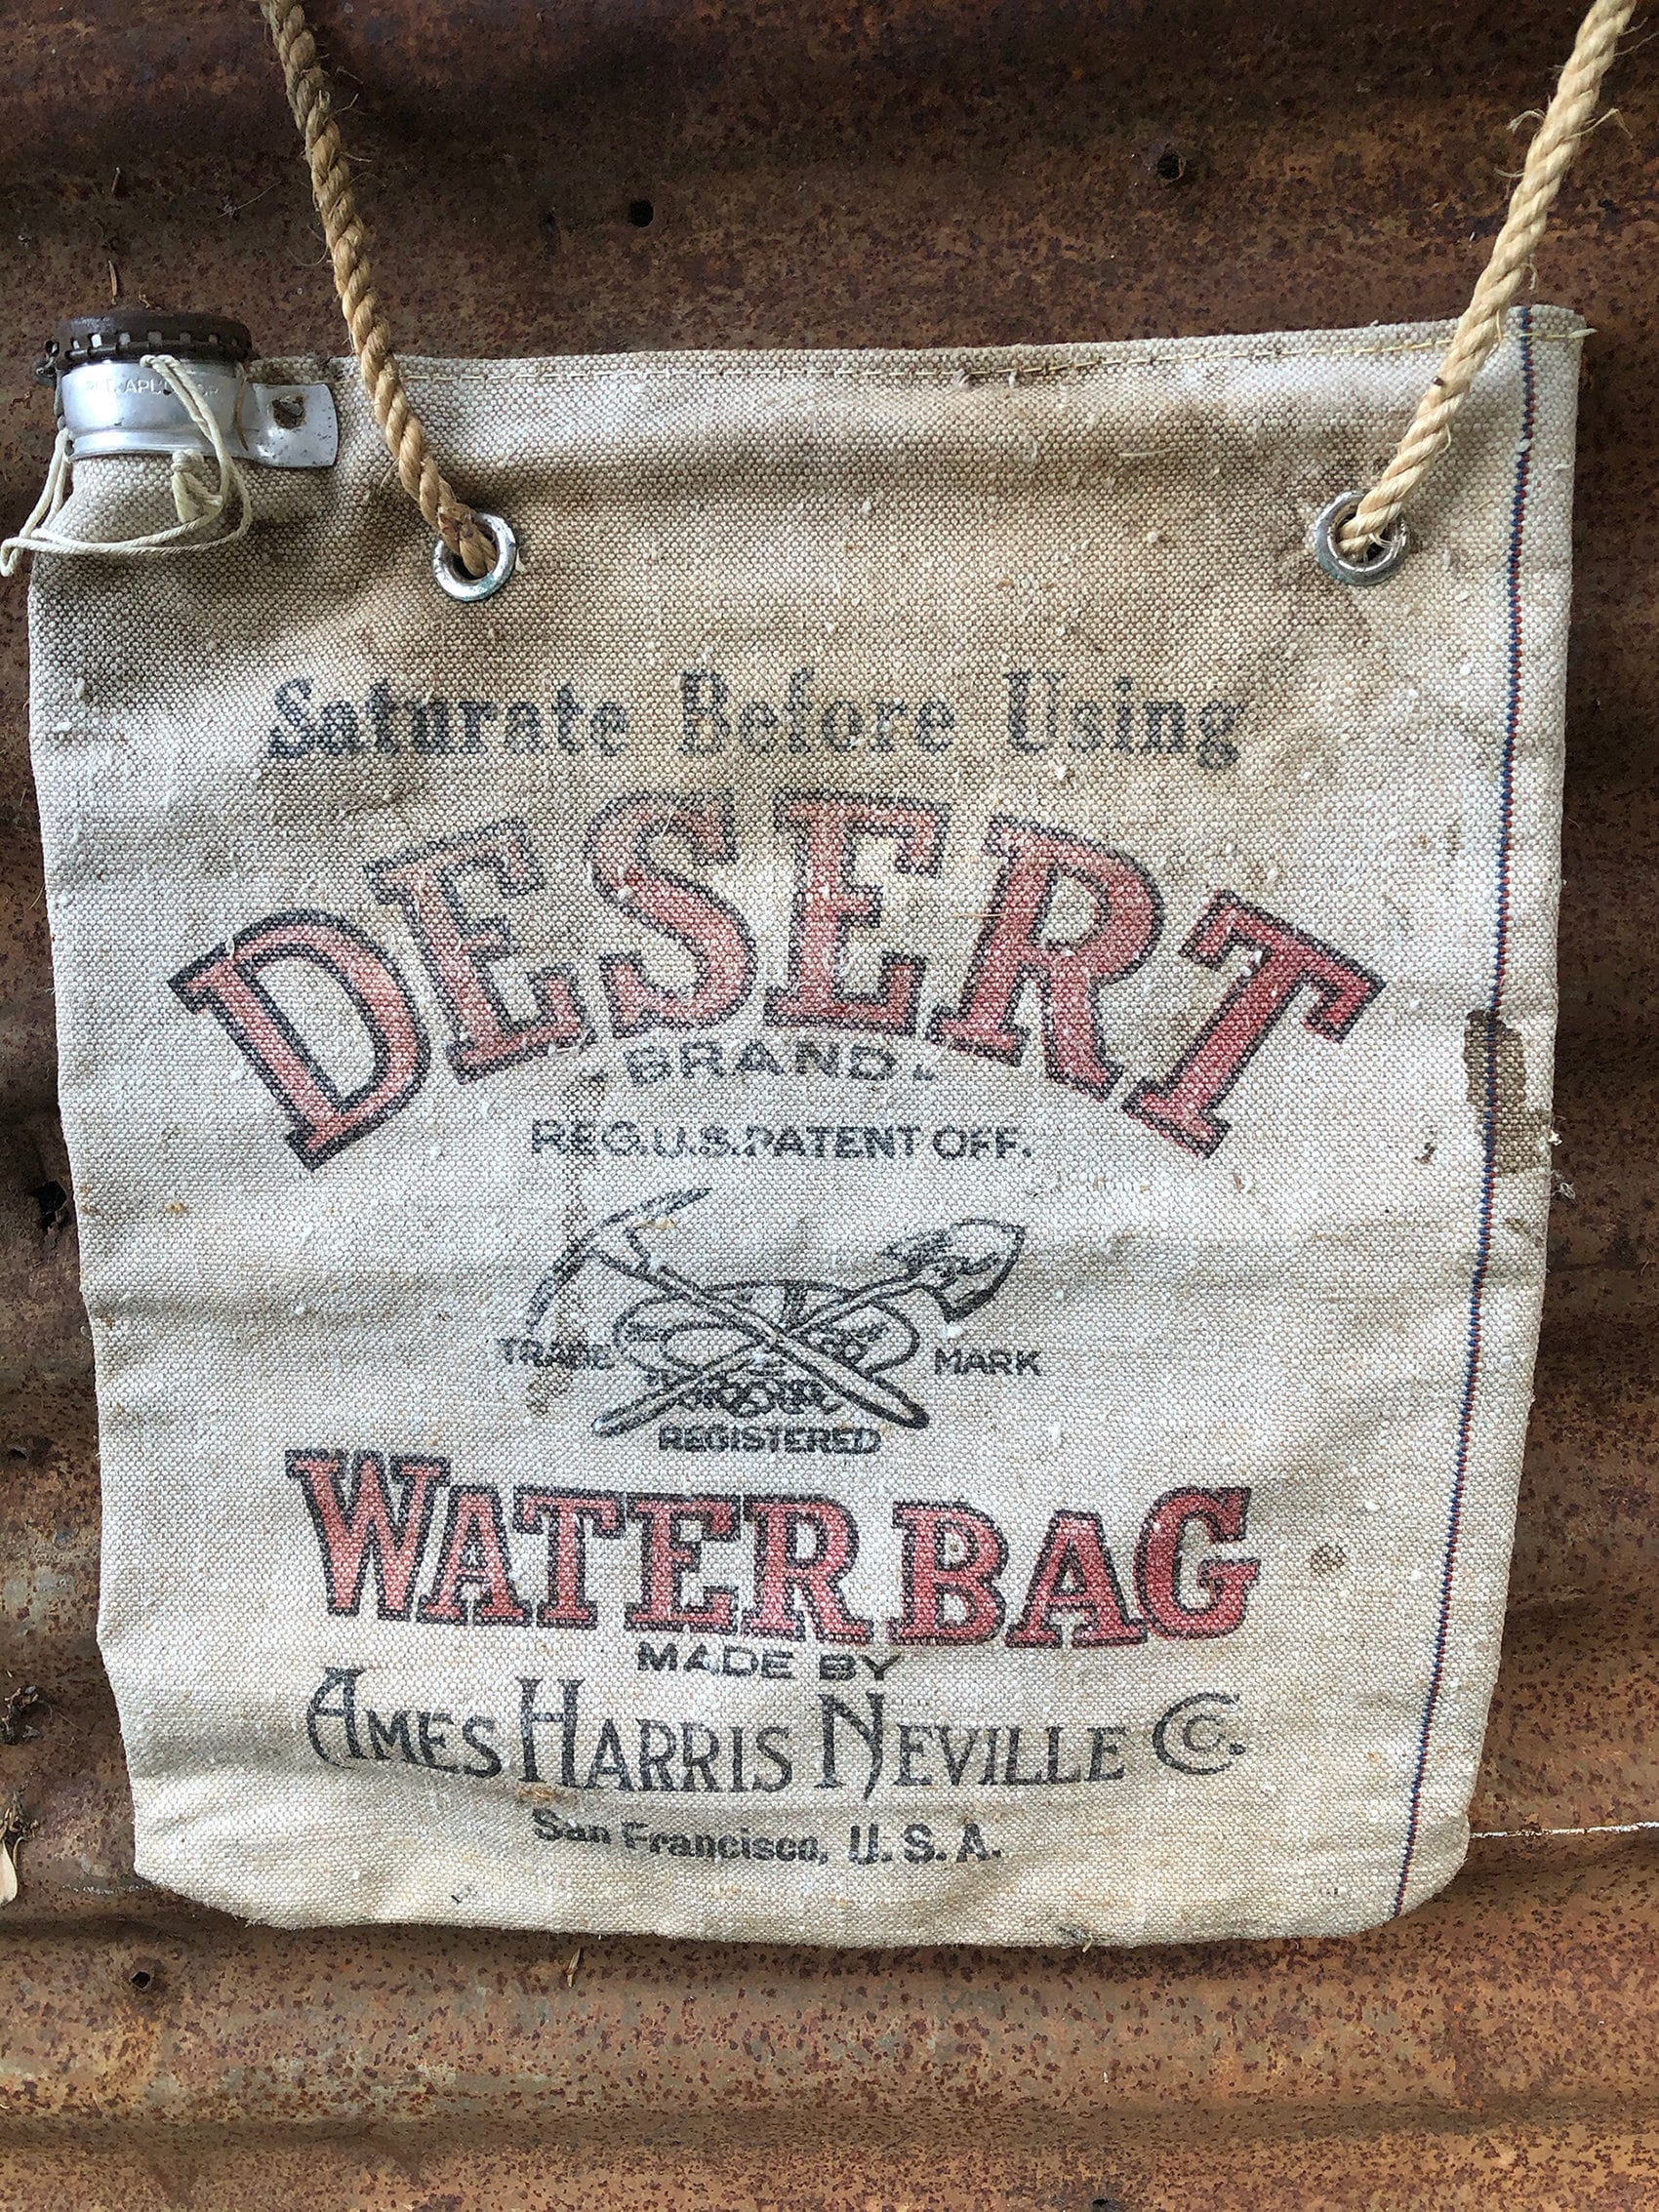 Saturate Before Using
DESERT
- BRAND -
REG.U.S.PATENT OFF.
TRADE MARK
REGISTERED
WATER BAG
MADE BY
AMES HARRIS NEVILLE CO.
San Francisco, U.S.A.